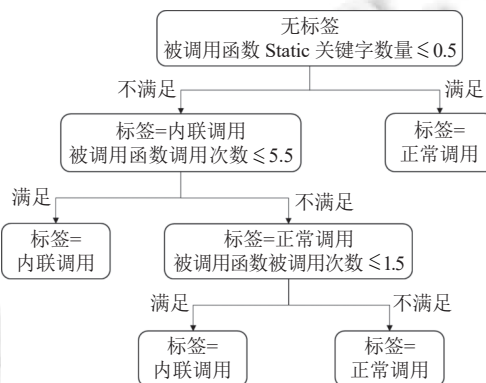 无标签
被调用函数 Static 关键字数量≤0.5
不满足
满足
标签=内联调用
被调用函数调用次数≤5.5
标签=
正常调用
满足
不满足
标签=
内联调用
标签=正常调用
被调用函数被调用次数≤1.5
满足
不满足
标签=
内联调用
标签=
正常调用